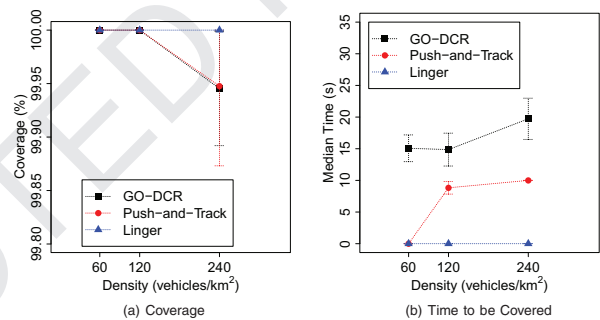 100.00
99.95
99.90
99.85
99.80
Coverage (%)
GO−DCR
Push−and−Track
Linger
60 120 240
Density (vehicles/km²)
(a) Coverage
35
30
25
20
15
10
5
0
Median Time (s)
GO−DCR
Push−and−Track
Linger
60 120 240
Density (vehicles/km²)
(b) Time to be Covered